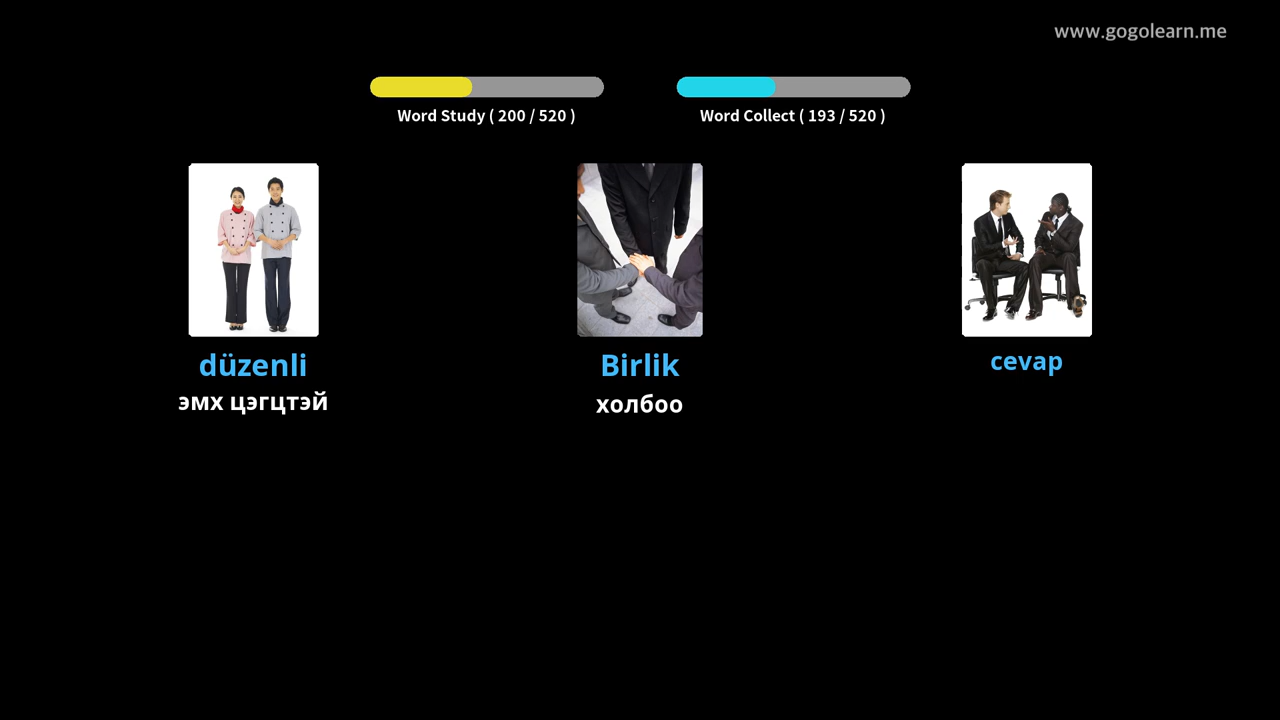 www.gogolearn.me
Word Study ( 200 / 520 )
Word Collect ( 193 / 520 )
düzenli
эмх цэгцтэй
Birlik
холбоо
cevap